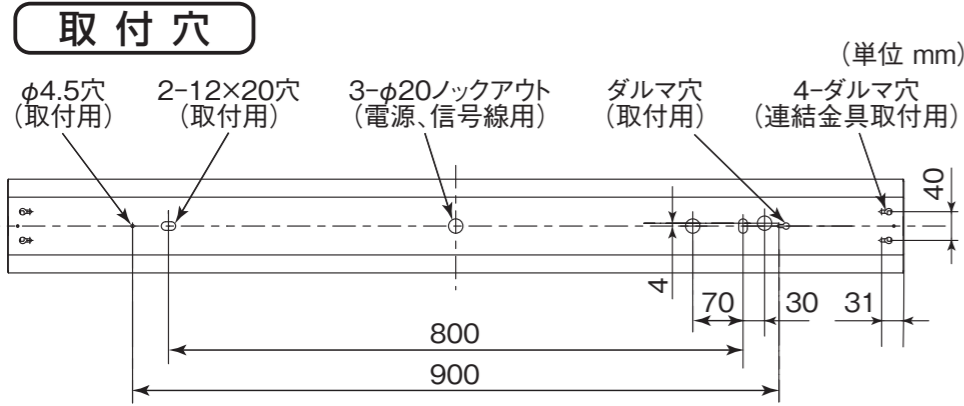 取付穴
（単位 mm）
φ4.5穴
（取付用）
2−12×20穴
（取付用）
3−φ20ノックアウト
（電源、信号線用）
ダルマ穴
（取付用）
4−ダルマ穴
（連結金具取付用）
40
4
70
30
31
800
900